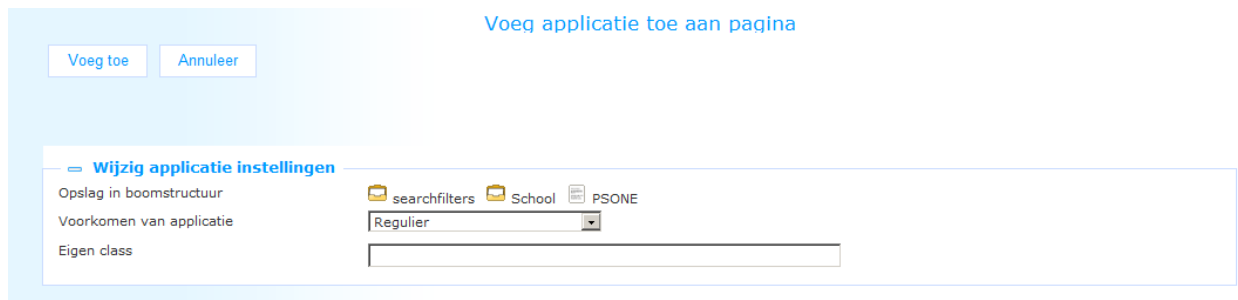 Voeg applicatie toe aan pagina
Voeg toe Annuleer
Wijzig applicatie instellingen
Opslag in boomstructuur searchfilters School PSONE
Voorkomen van applicatie Regulier
Eigen class